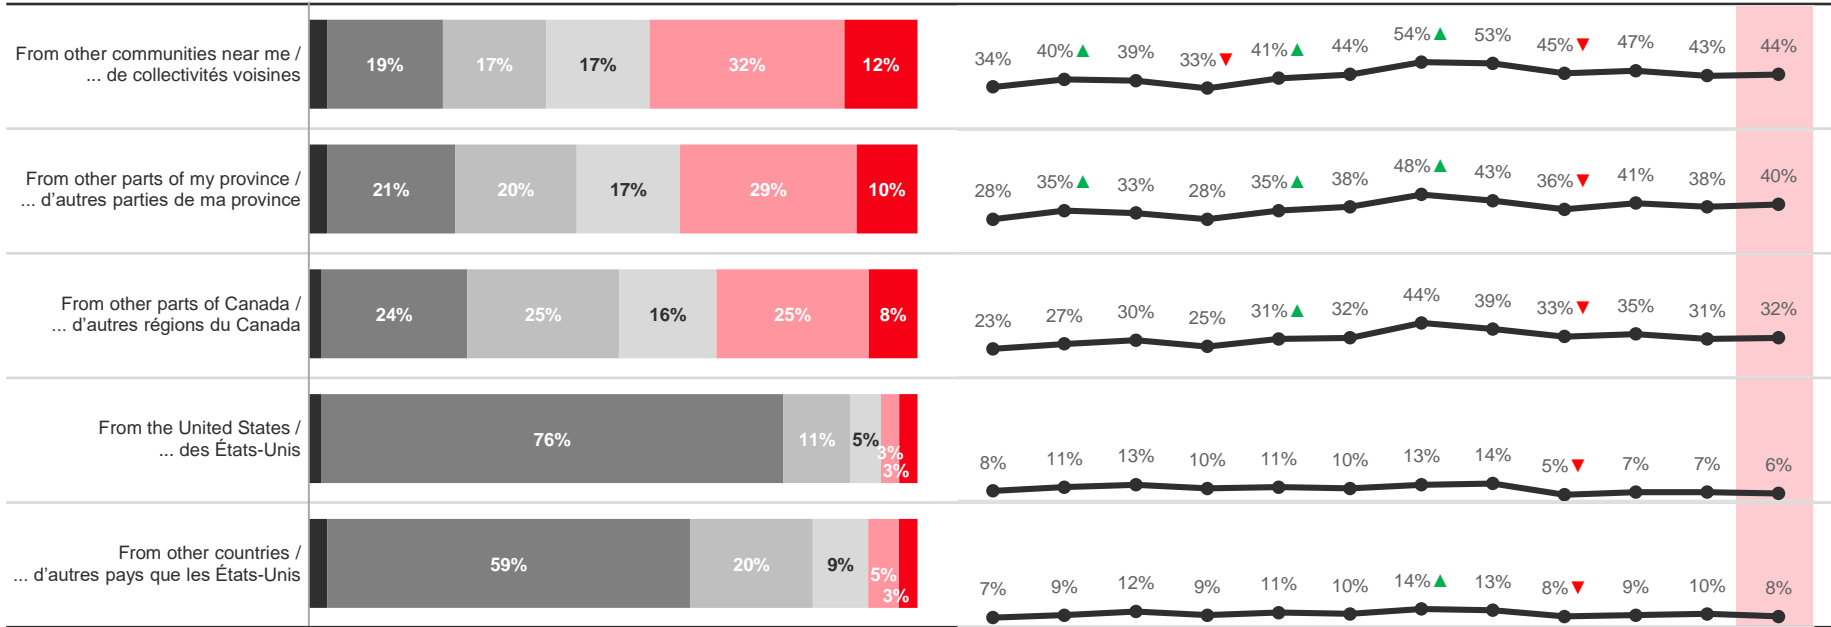 From other communities near me /
... de collectivités voisines
19% 17% 17% 32% 12%
34% 40%▲ 39% 33%▼ 41%▲ 44% 54%▲ 53% 45%▼ 47% 43% 44%
From other parts of my province /
... d'autres parties de ma province
21% 20% 17% 29% 10%
28% 35%▲ 33% 28% 35%▲ 38% 48%▲ 43% 36%▼ 41% 38% 40%
From other parts of Canada /
... d'autres régions du Canada
24% 25% 16% 25% 8%
23% 27% 30% 25% 31%▲ 32% 44% 39% 33%▼ 35% 31% 32%
From the United States /
... des États-Unis
76% 11% 5% 3% 3%
8% 11% 13% 10% 11% 10% 13% 14% 5%▼ 7% 7% 6%
From other countries /
... d'autres pays que les États-Unis
59% 20% 9% 5% 3%
7% 9% 12% 9% 11% 10% 14%▲ 13% 8%▼ 9% 10% 8%